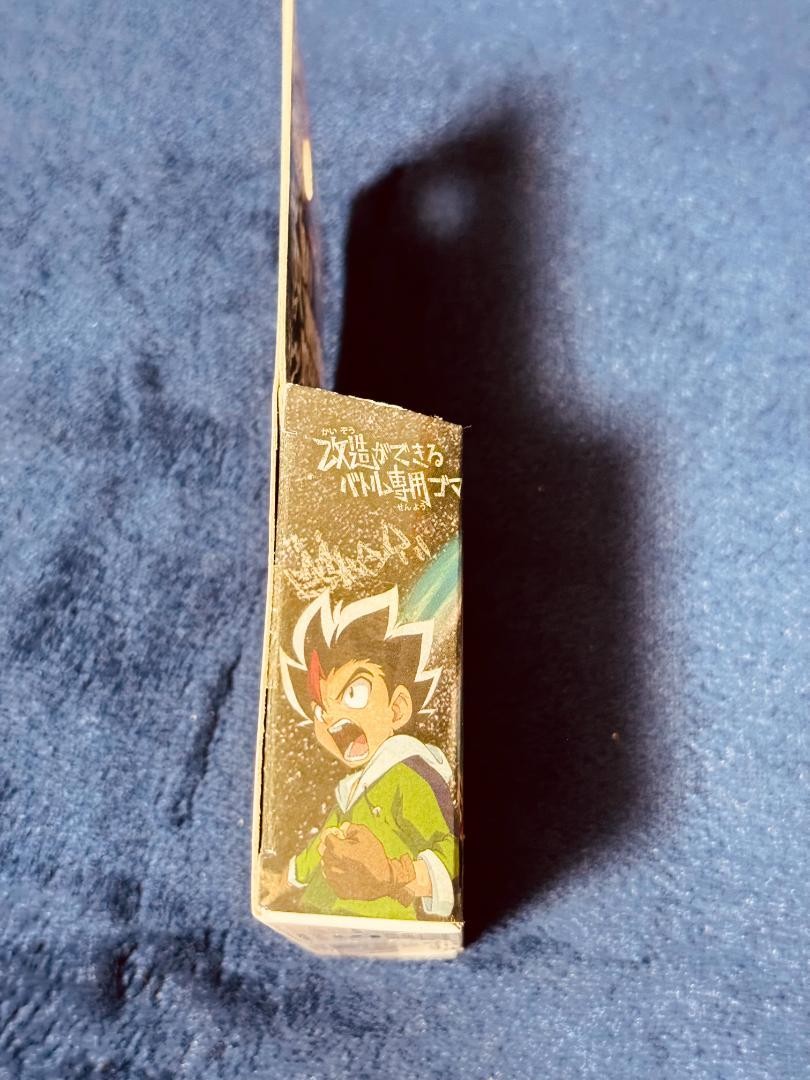 かいぞう
改造ができる
バトル専用ゴマ
せんよう